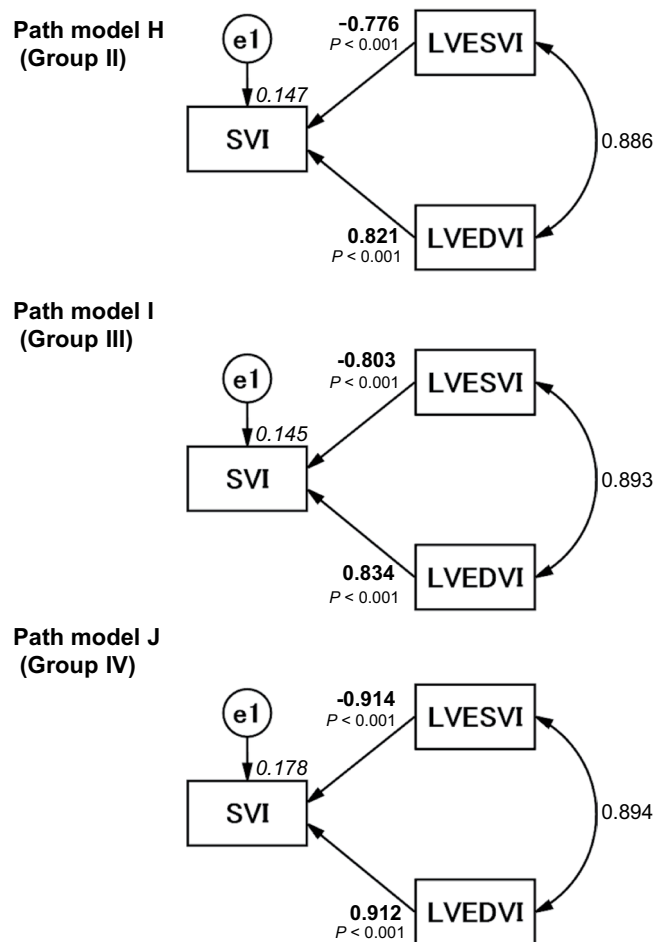 Path model H
(Group II)
e1
-0.776
P < 0.001
LVESVI
0.147
SVI
0.886
0.821
P < 0.001
LVEDVI
Path model I
(Group III)
e1
-0.803
P < 0.001
LVESVI
0.145
SVI
0.893
0.834
P < 0.001
LVEDVI
Path model J
(Group IV)
e1
-0.914
P < 0.001
LVESVI
0.178
SVI
0.894
0.912
P < 0.001
LVEDVI